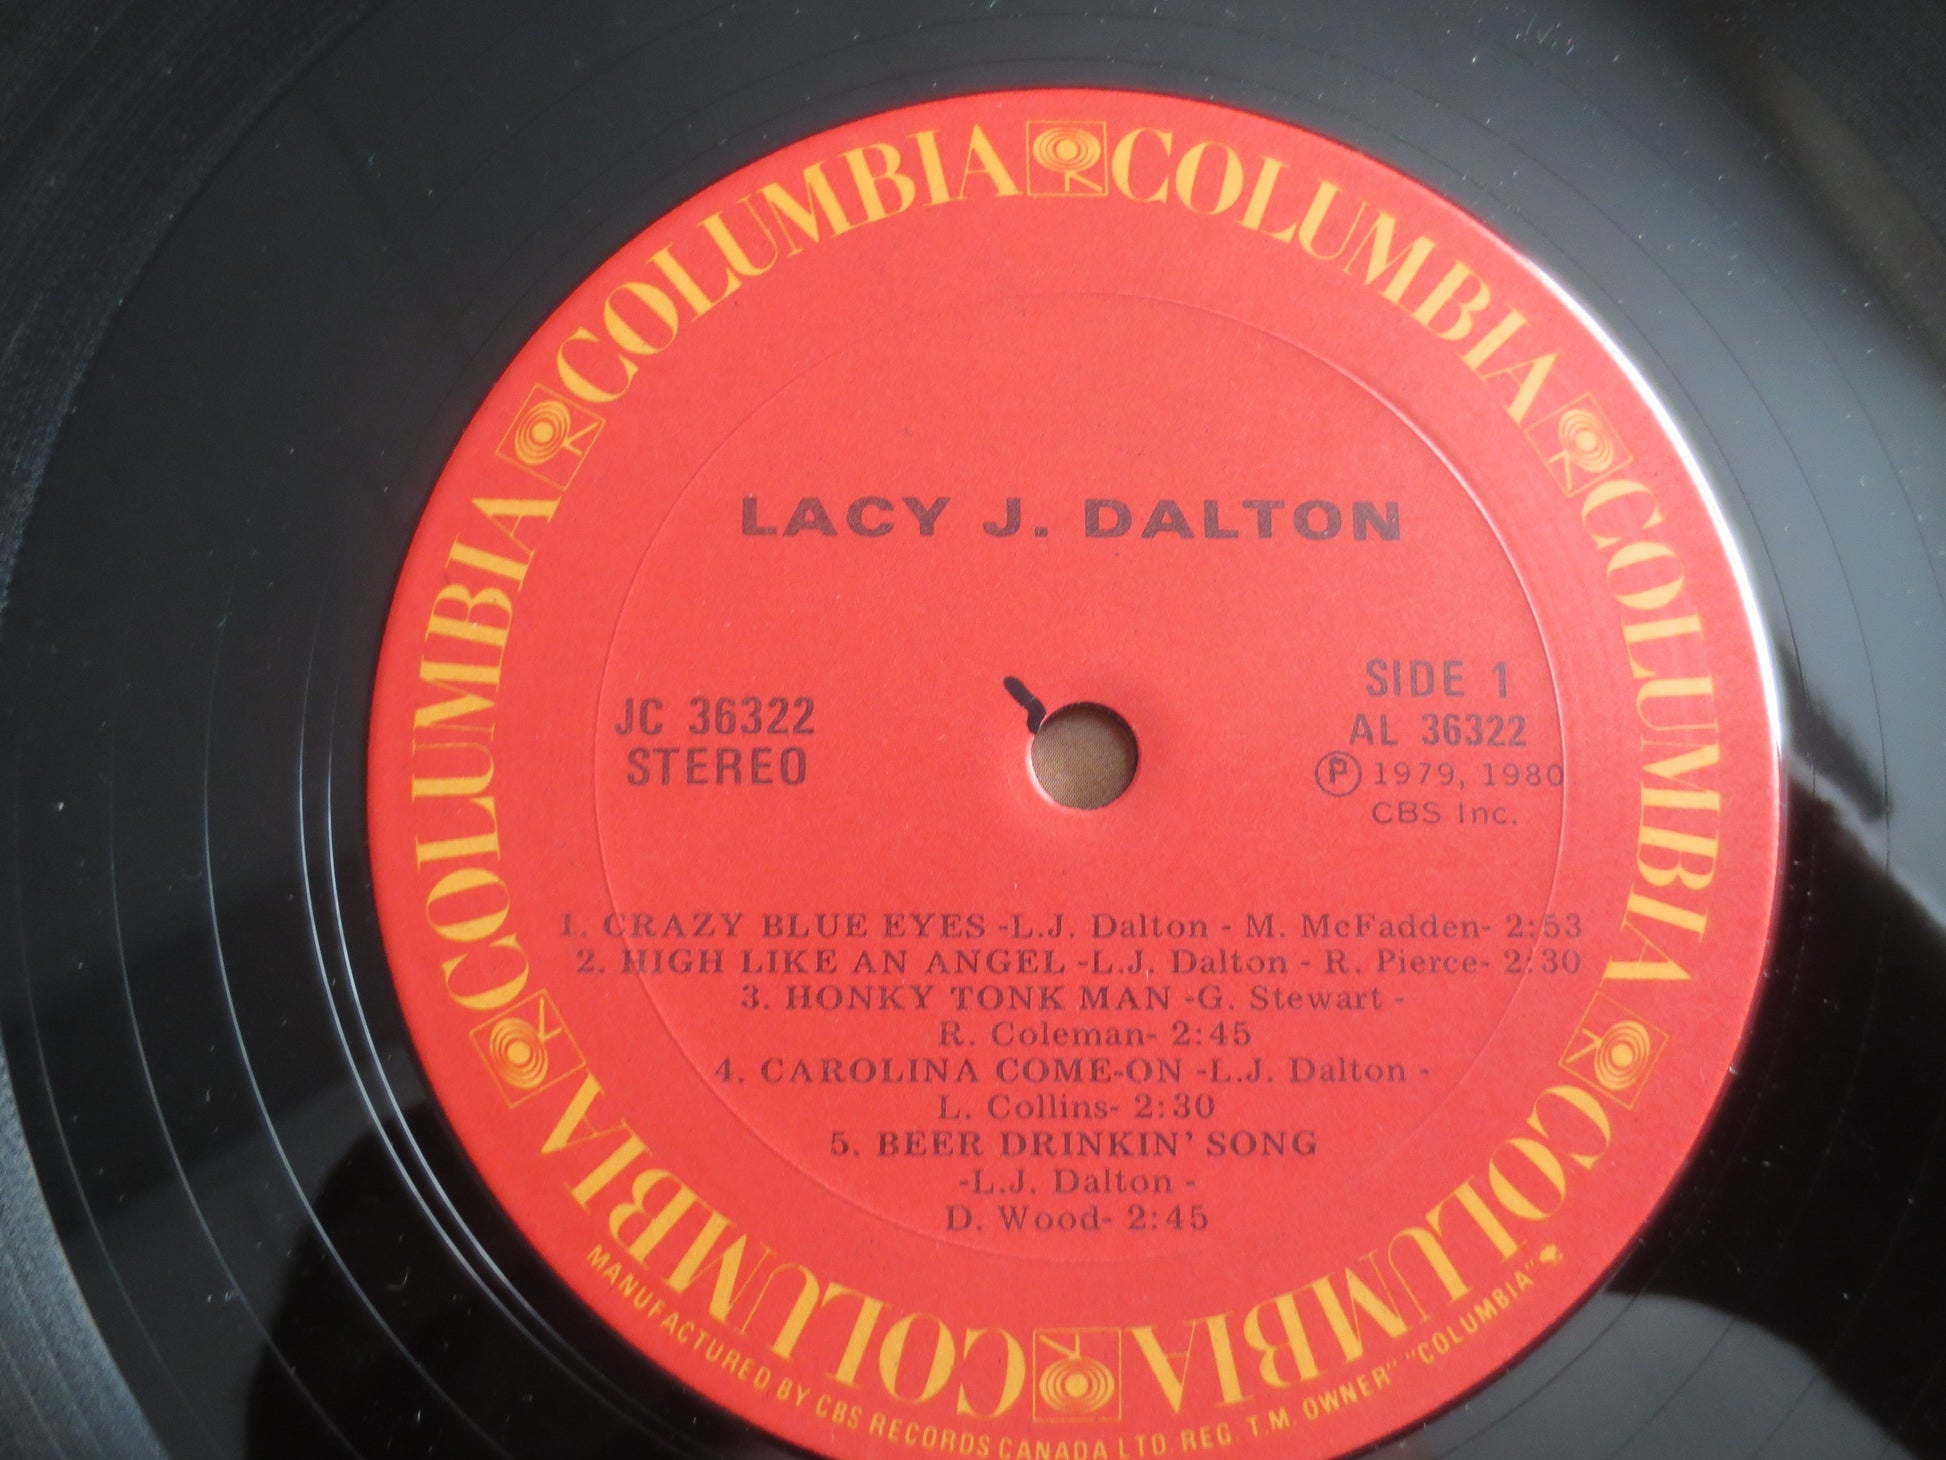 COLUMBIA COLUMBIA COLUMBIA COLUMBIA COLUMBIA COLUMBIA
LACY J. DALTON
JC 36322
STEREO
SIDE 1
AL 36322
Ⓟ 1979, 1980
CBS Inc.
1. CRAZY BLUE EYES -L.J. Dalton - M. McFadden- 2:53
2. HIGH LIKE AN ANGEL -L.J. Dalton - R. Pierce- 2:30
3. HONKY TONK MAN -G. Stewart -
R. Coleman- 2:45
4. CAROLINA COME-ON -L.J. Dalton -
L. Collins- 2:30
5. BEER DRINKIN' SONG
-L.J. Dalton -
D. Wood- 2:45
MANUFACTURED BY CBS RECORDS CANADA LTD. REG. T.M. OWNER" "COLUMBIA"